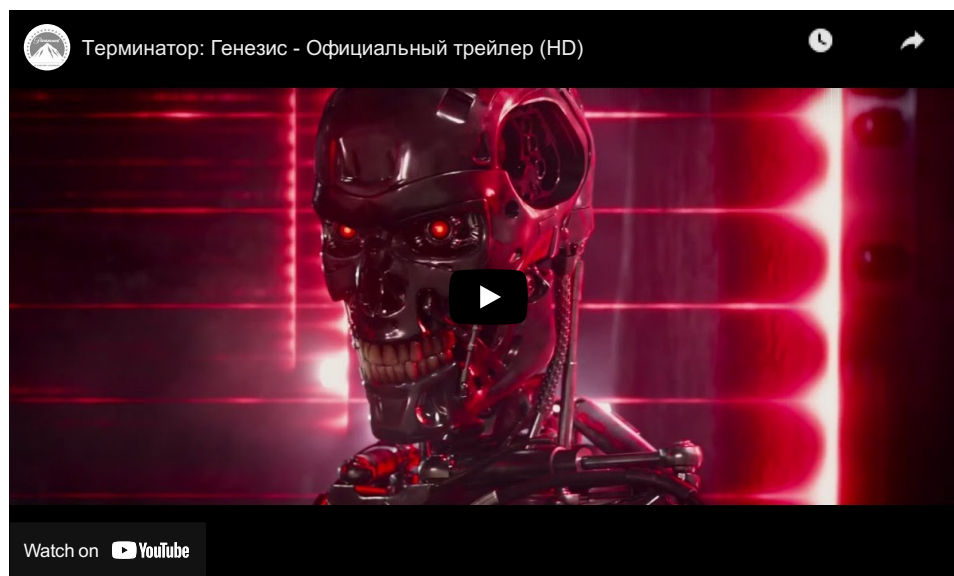 Терминатор: Генезис - Официальный трейлер (HD)
Watch on YouTube